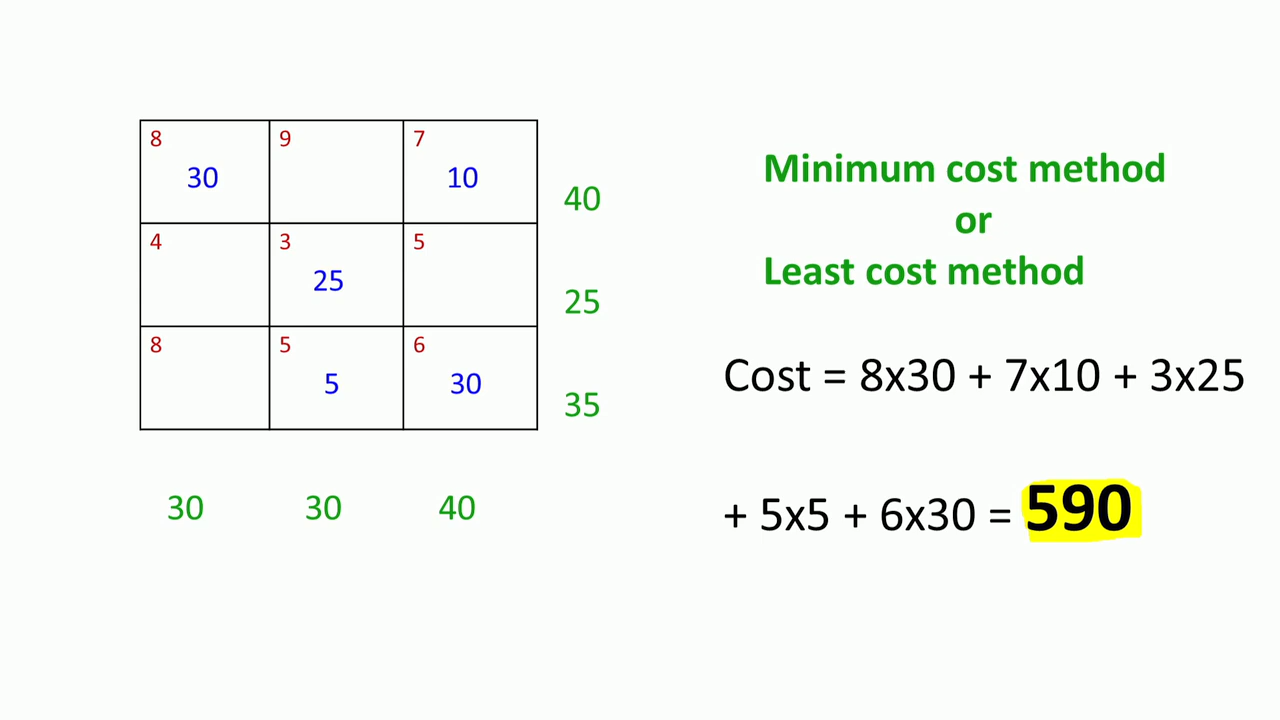 8 9 7
30 10
40
4 3 5
25
25
8 5 6
5 30
35
30 30 40
Minimum cost method
or
Least cost method
Cost = 8x30 + 7x10 + 3x25
+ 5x5 + 6x30 = 590